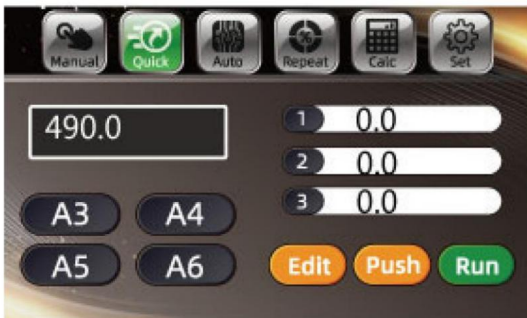 Manual Quick Auto Repeat Calc Set
490.0
1 0.0
2 0.0
3 0.0
A3 A4
A5 A6
Edit Push Run